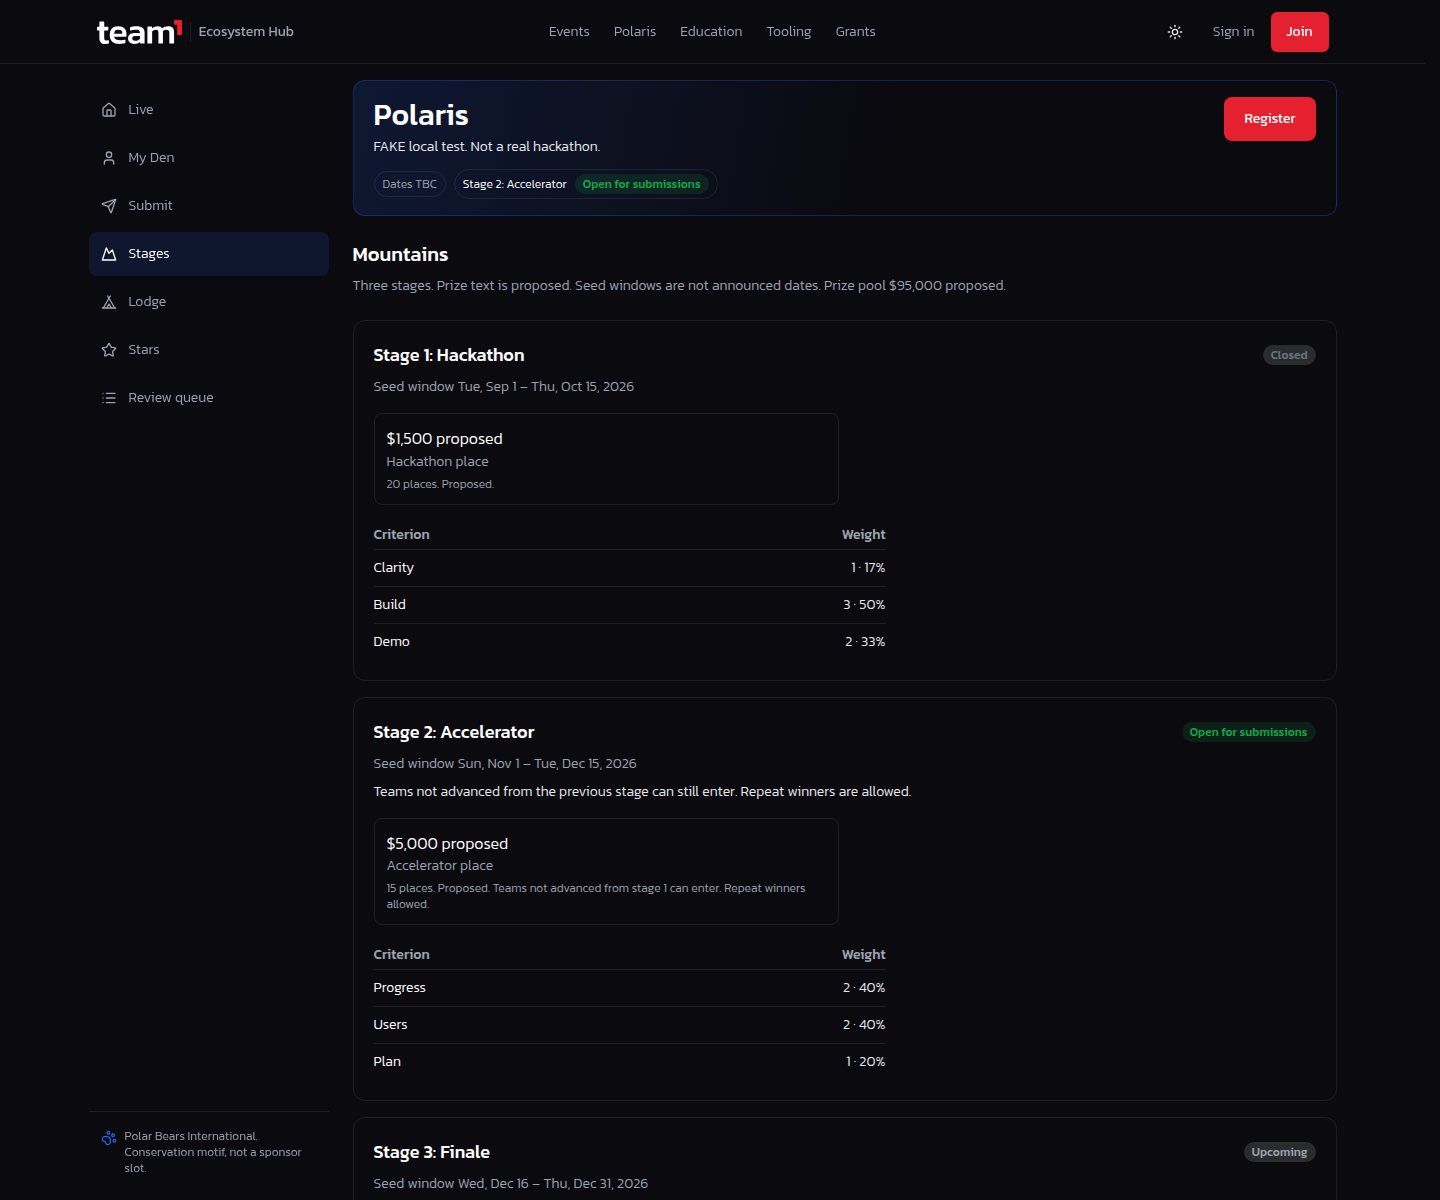 team1
Ecosystem Hub
Events
Polaris
Education
Tooling
Grants
Sign in
Join
Live
My Den
Submit
Stages
Lodge
Stars
Review queue
Polar Bears International.
Conservation motif, not a sponsor
slot.
Polaris
Register
FAKE local test. Not a real hackathon.
Dates TBC
Stage 2: Accelerator
Open for submissions
Mountains
Three stages. Prize text is proposed. Seed windows are not announced dates. Prize pool $95,000 proposed.
Stage 1: Hackathon
Closed
Seed window Tue, Sep 1 – Thu, Oct 15, 2026
$1,500 proposed
Hackathon place
20 places. Proposed.
Criterion Weight
Clarity 1 · 17%
Build 3 · 50%
Demo 2 · 33%
Stage 2: Accelerator
Open for submissions
Seed window Sun, Nov 1 – Tue, Dec 15, 2026
Teams not advanced from the previous stage can still enter. Repeat winners are allowed.
$5,000 proposed
Accelerator place
15 places. Proposed. Teams not advanced from stage 1 can enter. Repeat winners
allowed.
Criterion Weight
Progress 2 · 40%
Users 2 · 40%
Plan 1 · 20%
Stage 3: Finale
Upcoming
Seed window Wed, Dec 16 – Thu, Dec 31, 2026